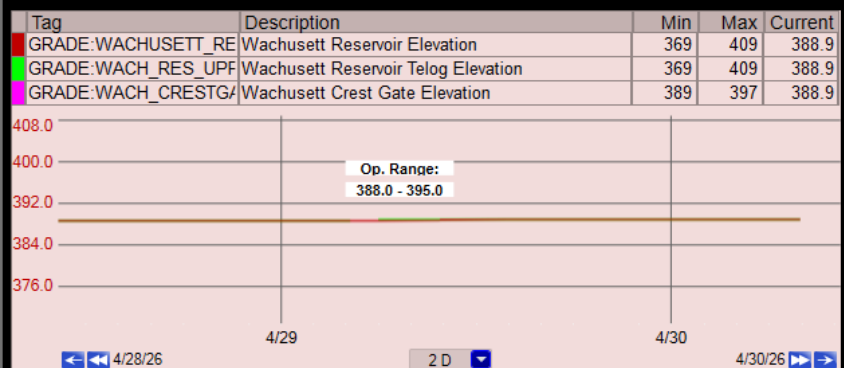 Tag Description Min Max Current
GRADE:WACHUSETT_RE Wachusett Reservoir Elevation 369 409 388.9
GRADE:WACH_RES_UPF Wachusett Reservoir Telog Elevation 369 409 388.9
GRADE:WACH_CRESTGA Wachusett Crest Gate Elevation 389 397 388.9
408.0
400.0
Op. Range:
388.0 - 395.0
392.0
384.0
376.0
4/29 4/30
4/28/26 2 D 4/30/26